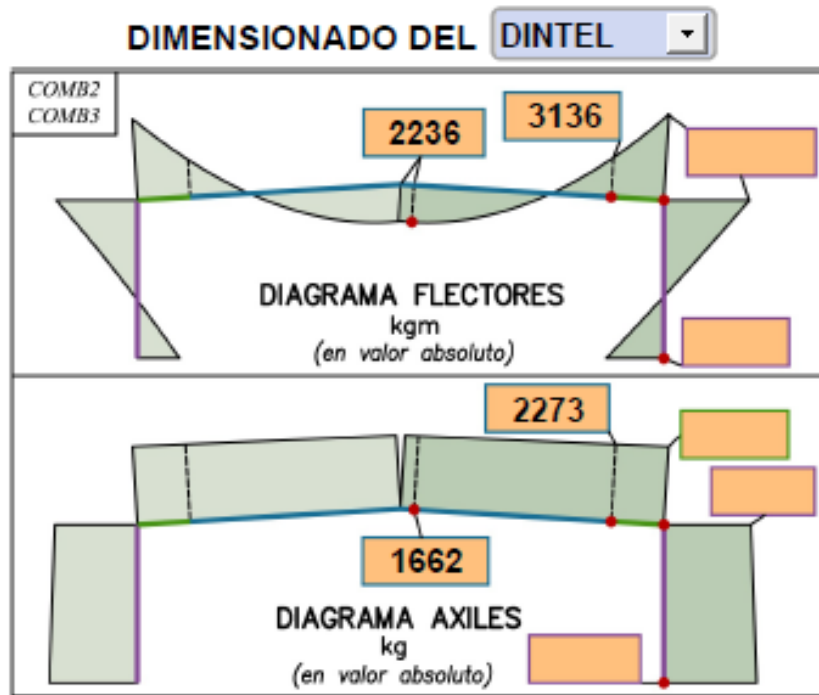 DIMENSIONADO DEL DINTEL
COMB2
COMB3
2236
3136
DIAGRAMA FLECTORES
kgm
(en valor absoluto)
2273
1662
DIAGRAMA AXILES
kg
(en valor absoluto)